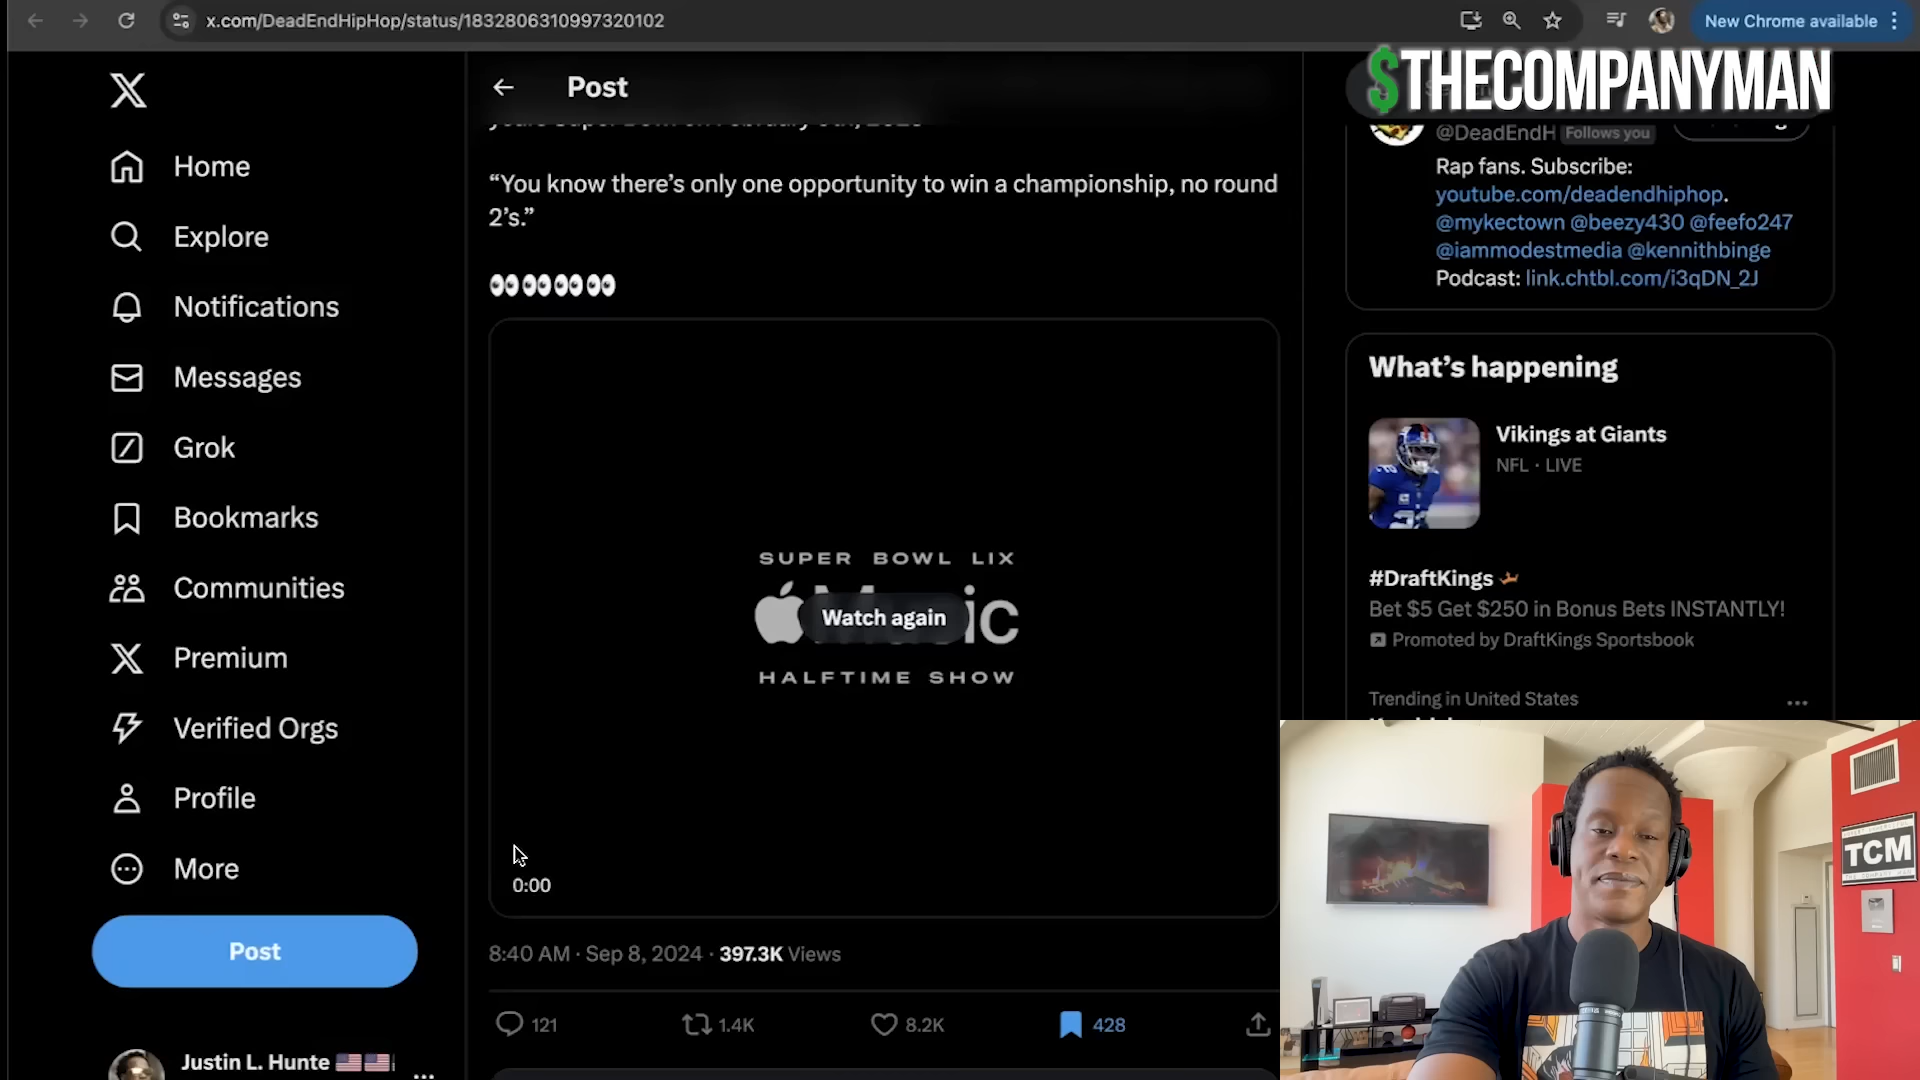 x.com/DeadEndHipHop/status/1832806310997320102
New Chrome available
$THECOMPANYMAN
Home
Explore
Notifications
Messages
Grok
Bookmarks
Communities
Premium
Verified Orgs
Profile
More
Post
Justin L. Hunte
Post
“You know there’s only one opportunity to win a championship, no round
2’s.”
SUPER BOWL LIX
Watch again
HALFTIME SHOW
0:00
8:40 AM · Sep 8, 2024 · 397.3K Views
121
1.4K
8.2K
428
@DeadEndH Follows you
Rap fans. Subscribe:
youtube.com/deadendhiphop.
@mykectown @beezy430 @feefo247
@iammodestmedia @kennithbinge
Podcast: link.chtbl.com/i3qDN_2J
What’s happening
Vikings at Giants
NFL · LIVE
#DraftKings
Bet $5 Get $250 in Bonus Bets INSTANTLY!
Promoted by DraftKings Sportsbook
Trending in United States
TCM